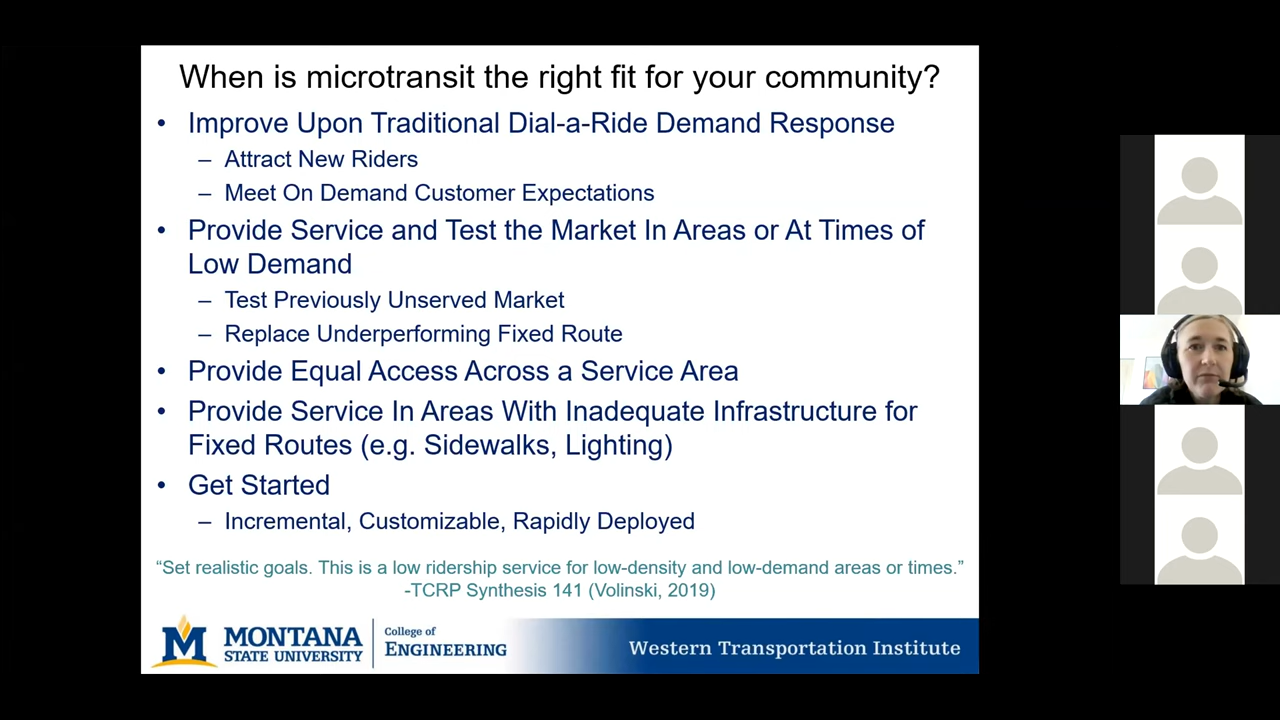 When is microtransit the right fit for your community?
• Improve Upon Traditional Dial-a-Ride Demand Response
– Attract New Riders
– Meet On Demand Customer Expectations
• Provide Service and Test the Market In Areas or At Times of
Low Demand
– Test Previously Unserved Market
– Replace Underperforming Fixed Route
• Provide Equal Access Across a Service Area
• Provide Service In Areas With Inadequate Infrastructure for
Fixed Routes (e.g. Sidewalks, Lighting)
• Get Started
– Incremental, Customizable, Rapidly Deployed
“Set realistic goals. This is a low ridership service for low-density and low-demand areas or times.”
-TCRP Synthesis 141 (Volinski, 2019)
M MONTANA
STATE UNIVERSITY
College of
ENGINEERING
Western Transportation Institute